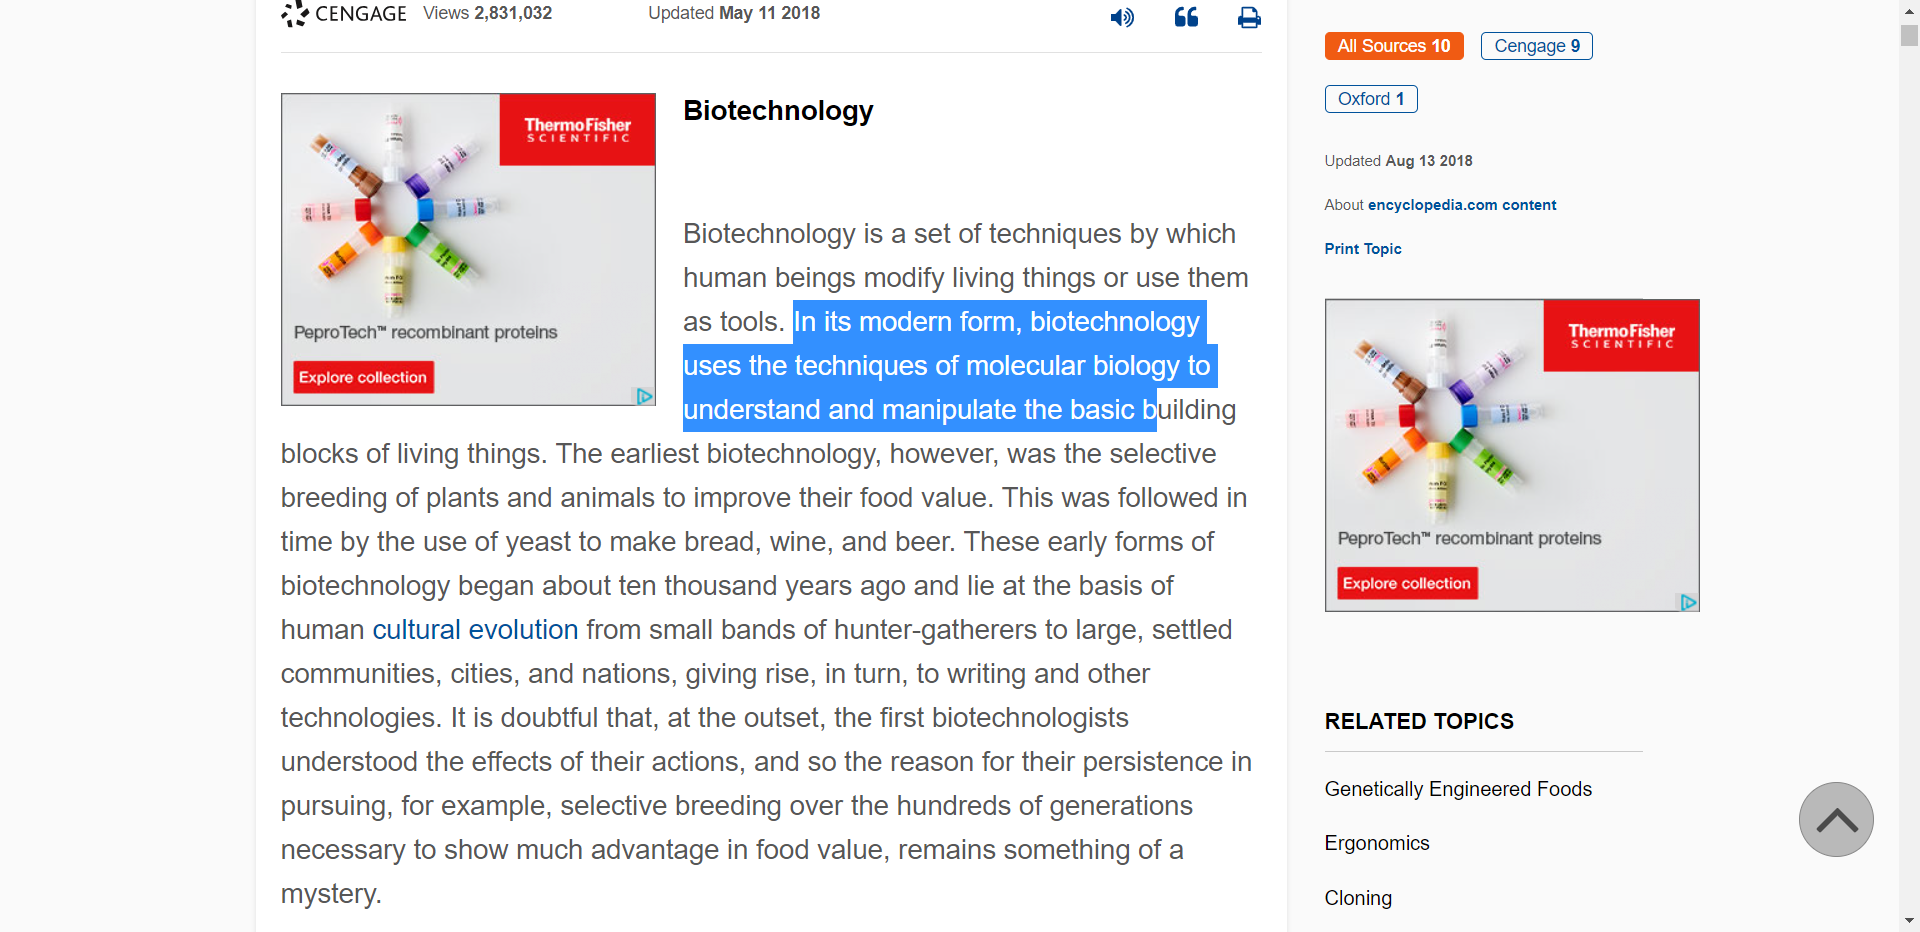 CENGAGE Views 2,831,032 Updated May 11 2018
ThermoFisher
SCIENTIFIC
PeproTech™ recombinant proteins
Explore collection
Biotechnology
Biotechnology is a set of techniques by which
human beings modify living things or use them
as tools. In its modern form, biotechnology
uses the techniques of molecular biology to
understand and manipulate the basic building
blocks of living things. The earliest biotechnology, however, was the selective
breeding of plants and animals to improve their food value. This was followed in
time by the use of yeast to make bread, wine, and beer. These early forms of
biotechnology began about ten thousand years ago and lie at the basis of
human cultural evolution from small bands of hunter-gatherers to large, settled
communities, cities, and nations, giving rise, in turn, to writing and other
technologies. It is doubtful that, at the outset, the first biotechnologists
understood the effects of their actions, and so the reason for their persistence in
pursuing, for example, selective breeding over the hundreds of generations
necessary to show much advantage in food value, remains something of a
mystery.
All Sources 10 Cengage 9
Oxford 1
Updated Aug 13 2018
About encyclopedia.com content
Print Topic
ThermoFisher
SCIENTIFIC
PeproTech™ recombinant proteins
Explore collection
RELATED TOPICS
Genetically Engineered Foods
Ergonomics
Cloning